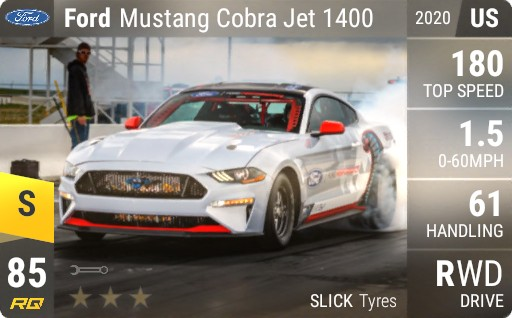 Ford Ford Mustang Cobra Jet 1400 2020 US
180
TOP SPEED
1.5
0-60MPH
61
HANDLING
RWD
DRIVE
S
85
RQ
SLICK Tyres
Ford